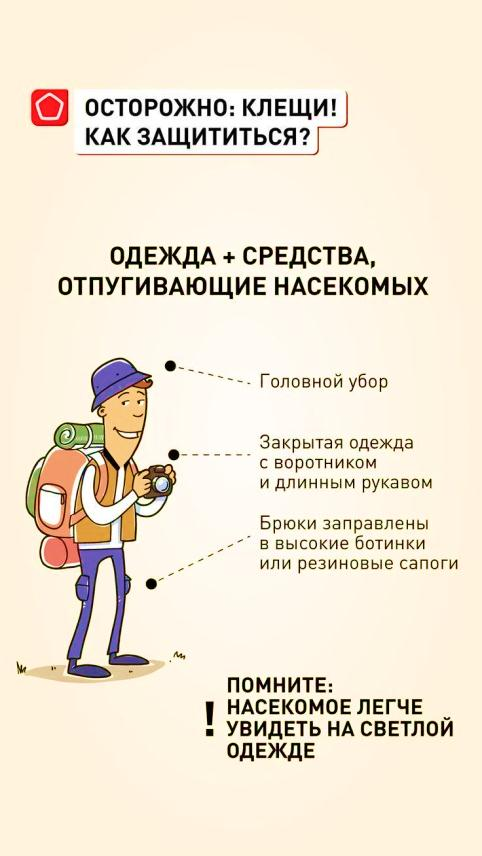 ОСТОРОЖНО: КЛЕЩИ!
КАК ЗАЩИТИТЬСЯ?
ОДЕЖДА + СРЕДСТВА,
ОТПУГИВАЮЩИЕ НАСЕКОМЫХ
Головной убор
Закрытая одежда
с воротником
и длинным рукавом
Брюки заправлены
в высокие ботинки
или резиновые сапоги
ПОМНИТЕ:
! НАСЕКОМОЕ ЛЕГЧЕ
УВИДЕТЬ НА СВЕТЛОЙ
ОДЕЖДЕ